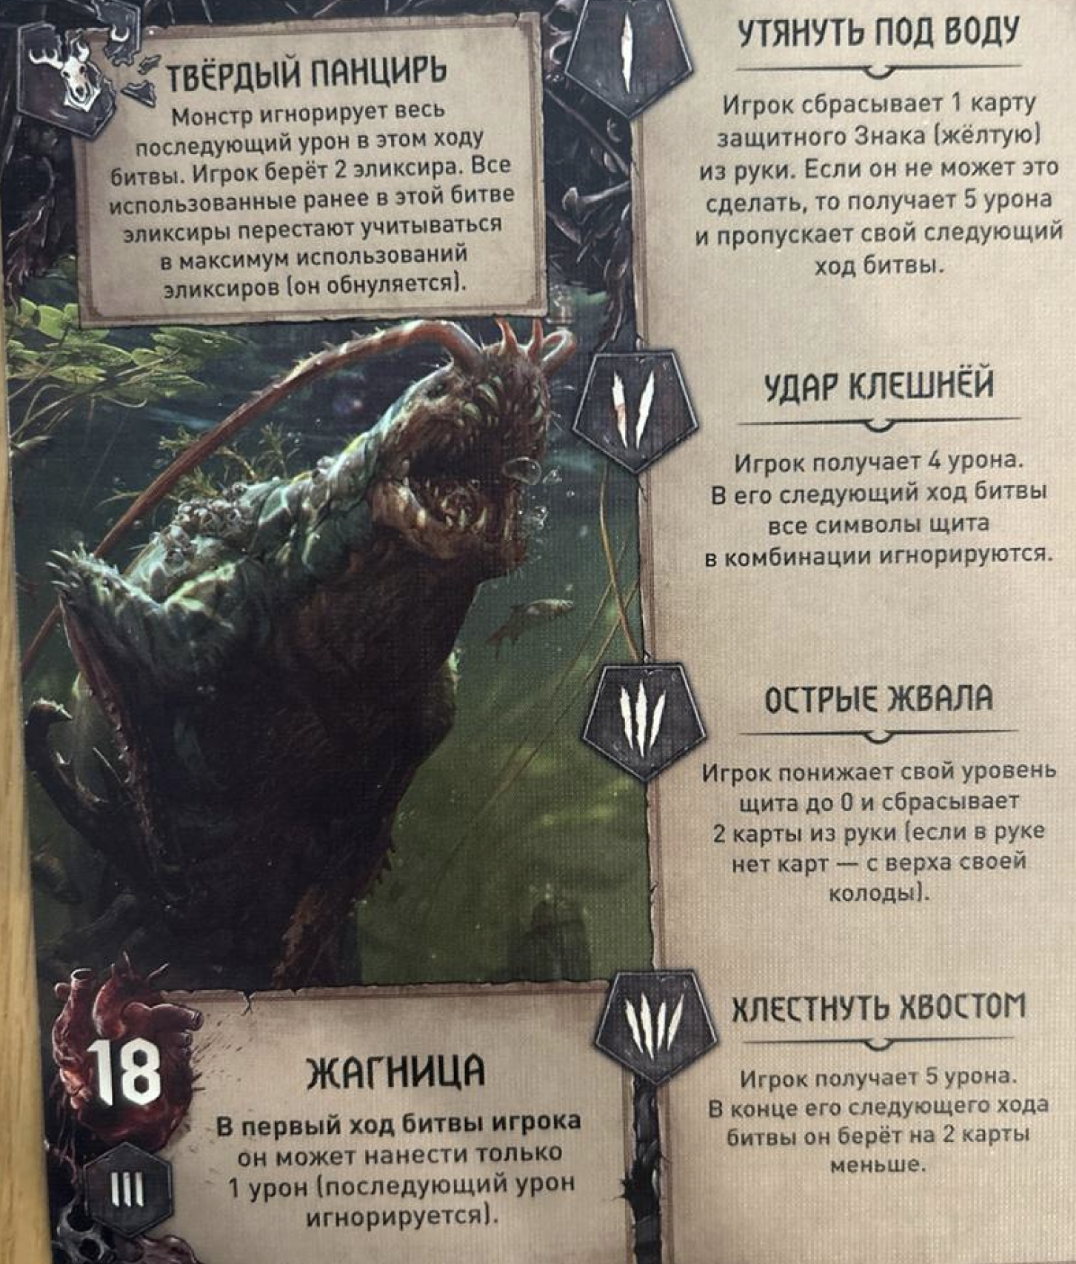 ТВЁРДЫЙ ПАНЦИРЬ
Монстр игнорирует весь
последующий урон в этом ходу
битвы. Игрок берёт 2 эликсира. Все
использованные ранее в этой битве
эликсиры перестают учитываться
в максимум использований
эликсиров (он обнуляется).
УТЯНУТЬ ПОД ВОДУ
Игрок сбрасывает 1 карту
защитного Знака (жёлтую)
из руки. Если он не может это
сделать, то получает 5 урона
и пропускает свой следующий
ход битвы.
УДАР КЛЕШНЁЙ
Игрок получает 4 урона.
В его следующий ход битвы
все символы щита
в комбинации игнорируются.
ОСТРЫЕ ЖВАЛА
Игрок понижает свой уровень
щита до 0 и сбрасывает
2 карты из руки (если в руке
нет карт — с верха своей
колоды).
ХЛЕСТНУТЬ ХВОСТОМ
Игрок получает 5 урона.
В конце его следующего хода
битвы он берёт на 2 карты
меньше.
18
III
ЖАГНИЦА
В первый ход битвы игрока
он может нанести только
1 урон (последующий урон
игнорируется).